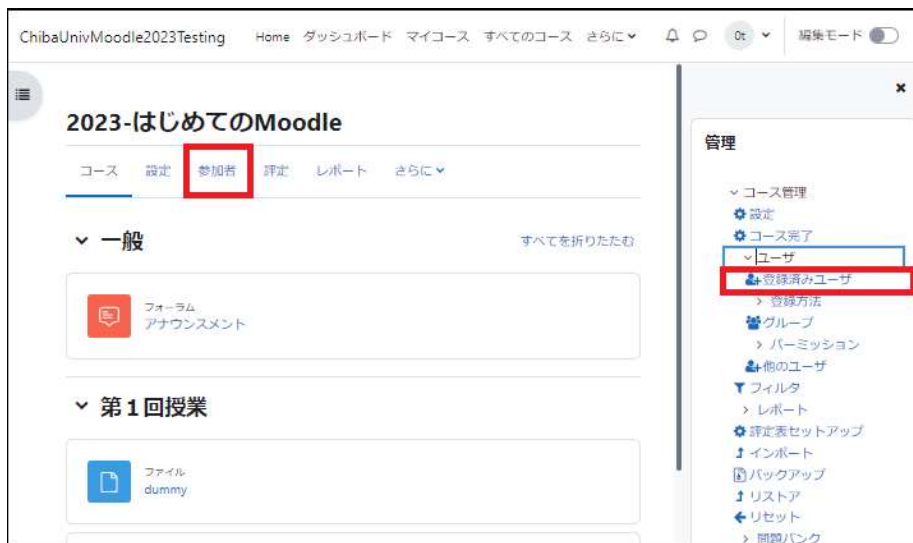 ChibaUnivMoodle2023Testing Home ダッシュボード マイコース すべてのコース さらに 0t 編集モード
2023-はじめてのMoodle
コース 設定 参加者 評定 レポート さらに
一般 すべてを折りたたむ
フォーラム
アナウンスメント
第1回授業
ファイル
dummy
管理
コース管理
設定
コース完了
ユーザ
登録済みユーザ
登録方法
グループ
パーミッション
他のユーザ
フィルタ
レポート
評定表セットアップ
インポート
バックアップ
リストア
リセット
問題バンク